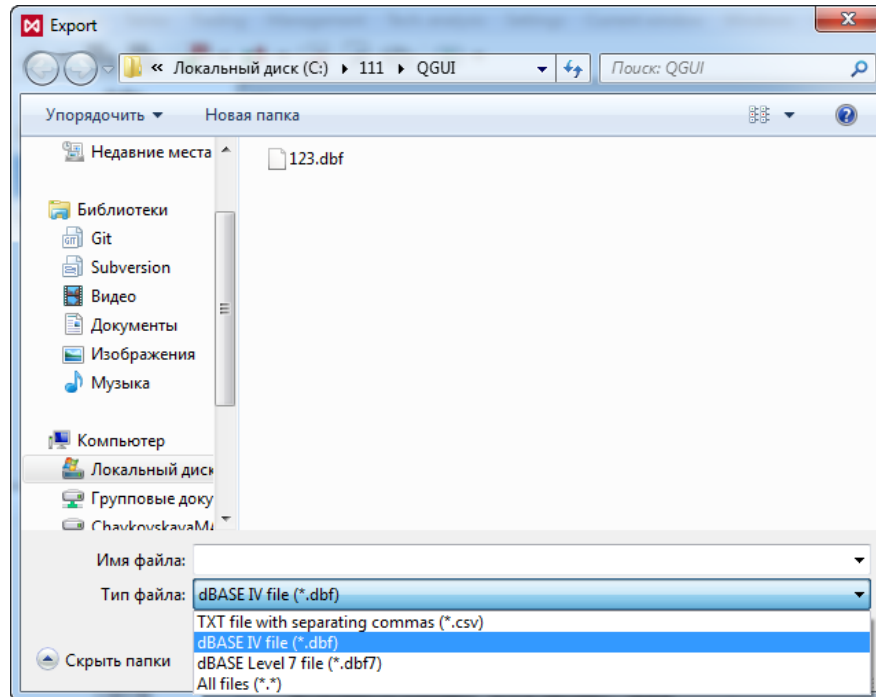 Export
« Локальный диск (C:) ▸ 111 ▸ QGUI
Поиск: QGUI
Упорядочить ▼ Новая папка
Недавние места
123.dbf
Библиотеки
Git
Subversion
Видео
Документы
Изображения
Музыка
Компьютер
Локальный диск
Групповые доку
Имя файла:
Тип файла: dBASE IV file (*.dbf)
TXT file with separating commas (*.csv)
dBASE IV file (*.dbf)
dBASE Level 7 file (*.dbf7)
All files (*.*)
Скрыть папки